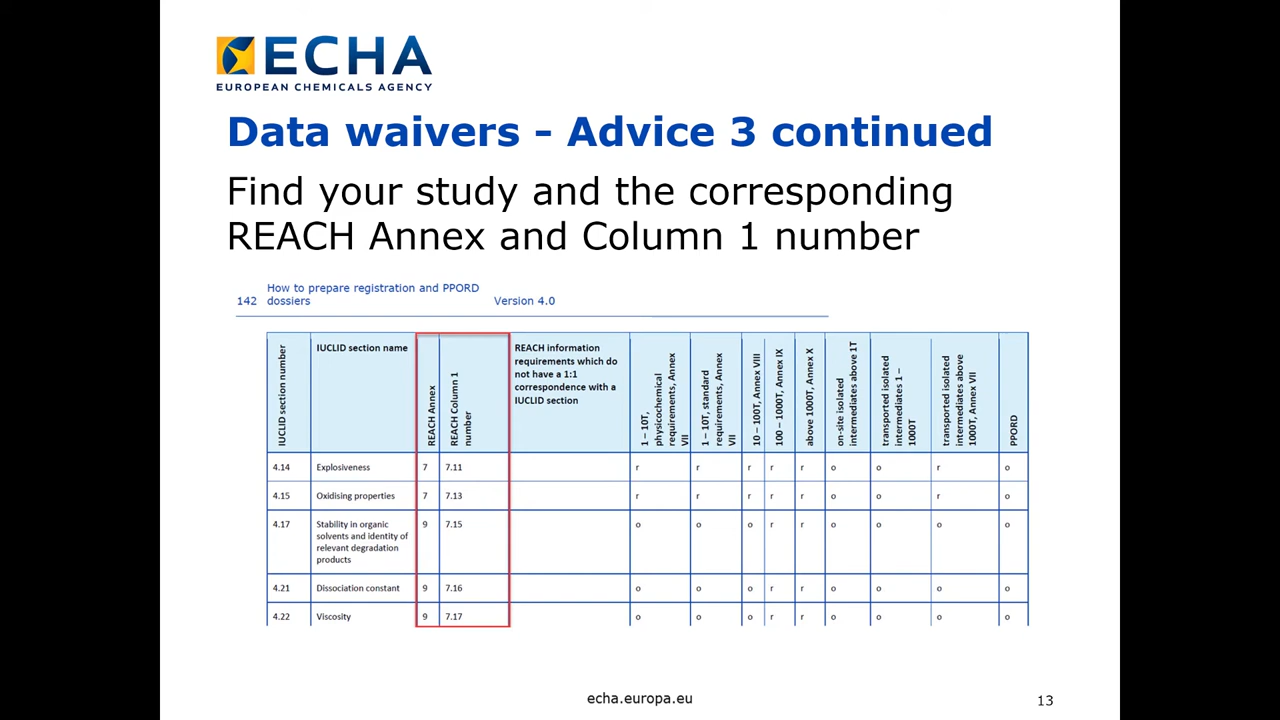 ECHA
EUROPEAN CHEMICALS AGENCY
Data waivers - Advice 3 continued
Find your study and the corresponding
REACH Annex and Column 1 number
How to prepare registration and PPORD
142 dossiers Version 4.0
IUCLID section number
IUCLID section name
REACH Annex
REACH Column 1
number
REACH information
requirements which do
not have a 1:1
correspondence with a
IUCLID section
1 – 10T,
physicochemical
requirements, Annex
VII
1 – 10T, standard
requirements, Annex
VII
10 – 100T, Annex VIII
100 – 1000T, Annex IX
above 1000T, Annex X
on-site isolated
intermediates above 1T
transported isolated
intermediates 1 –
1000T
transported isolated
intermediates above
1000T, Annex VII
PPORD
4.14 Explosiveness 7 7.11 r r r r r o o r o
4.15 Oxidising properties 7 7.13 r r r r r o o r o
4.17 Stability in organic 9 7.15 o o o r r o o o o
solvents and identity of
relevant degradation
products
4.21 Dissociation constant 9 7.16 o o o r r o o o o
4.22 Viscosity 9 7.17 o o o r r o o o o
echa.europa.eu
13